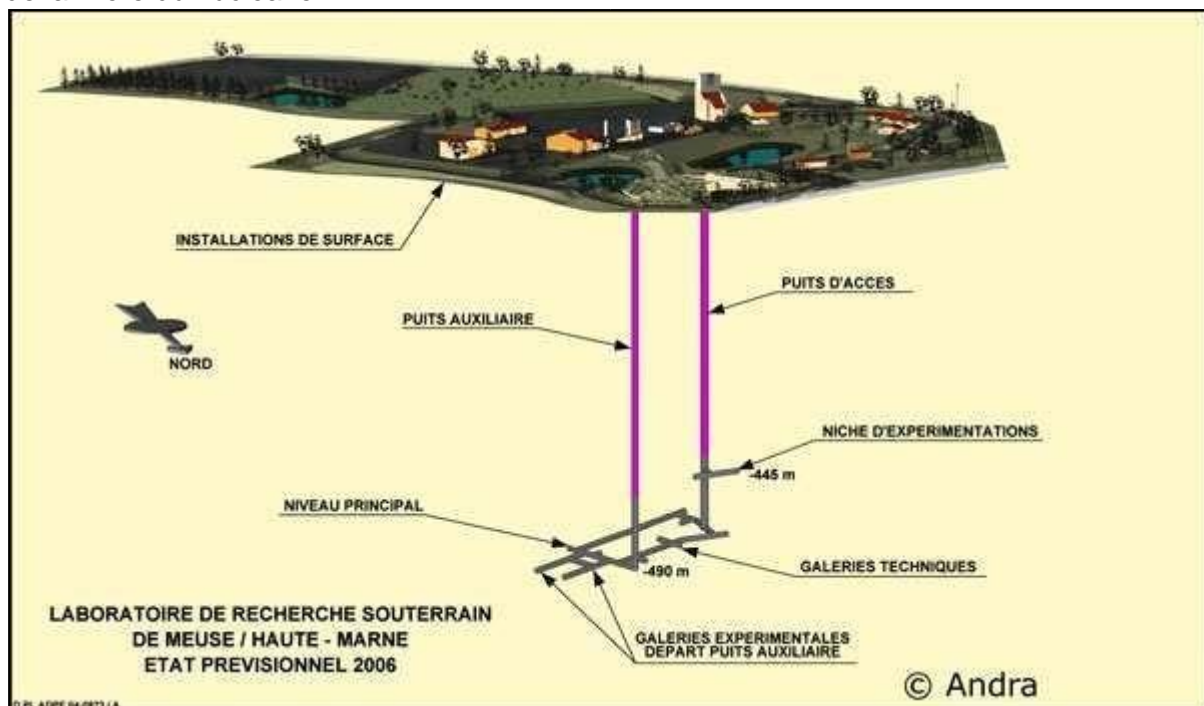 INSTALLATIONS DE SURFACE
PUITS D'ACCES
PUITS AUXILIAIRE
NORD
NICHE D'EXPERIMENTATIONS
-445 m
NIVEAU PRINCIPAL
GALERIES TECHNIQUES
-490 m
LABORATOIRE DE RECHERCHE SOUTERRAIN
DE MEUSE / HAUTE - MARNE
ETAT PREVISIONNEL 2006
GALERIES EXPERIMENTALES
DEPART PUITS AUXILIAIRE
© Andra